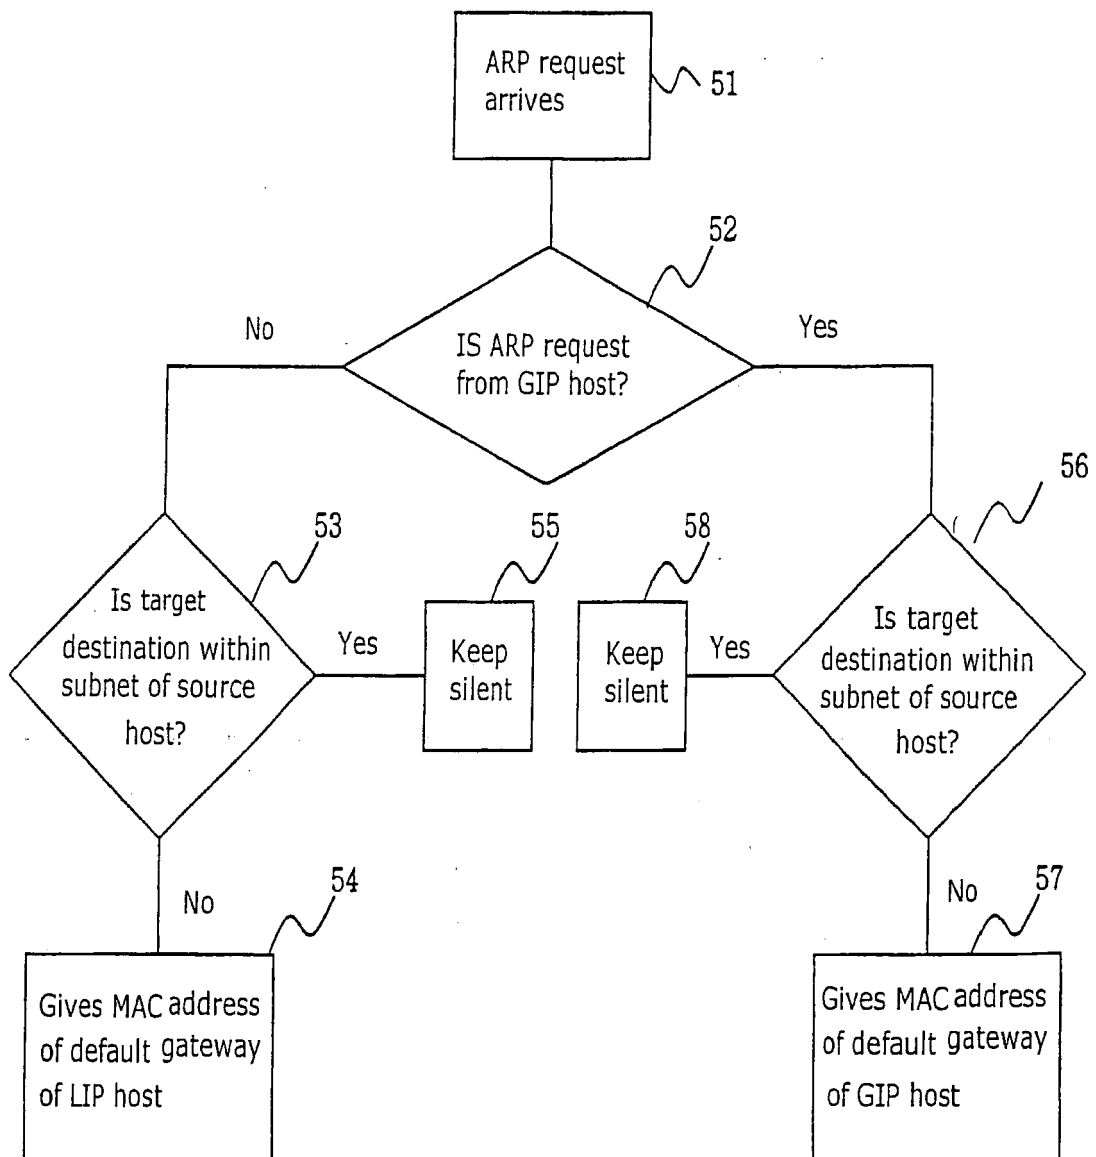 ARP request
arrives
51
52
No
Yes
IS ARP request
from GIP host?
56
53
55
58
Is target
destination within
subnet of source
host?
Yes
Keep
silent
Keep
silent
Yes
Is target
destination within
subnet of source
host?
No
54
No
57
Gives MAC address
of default gateway
of LIP host
Gives MAC address
of default gateway
of GIP host